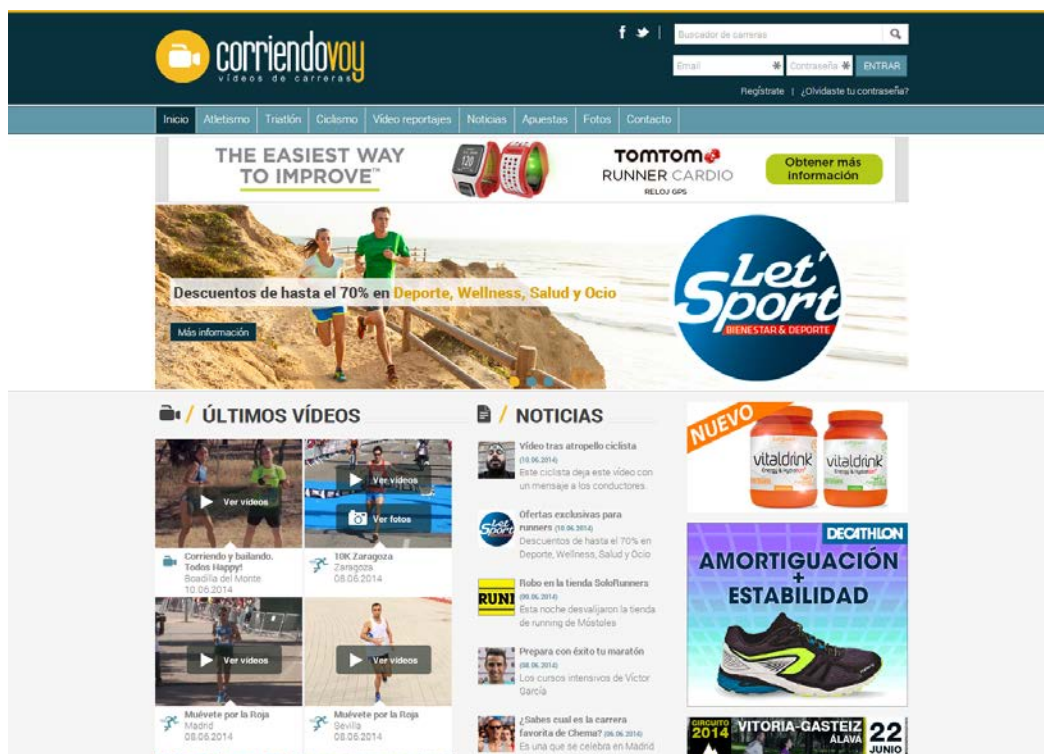 corriendovoy
vídeos de carreras
f
Buscador de carreras
Email
Contraseña
ENTRAR
Regístrate | ¿Olvidaste tu contraseña?
Inicio Atletismo Triatlón Ciclismo Vídeo reportajes Noticias Apuestas Fotos Contacto
THE EASIEST WAY
TO IMPROVE™
120
TOMTOM
RUNNER CARDIO
RELOJ GPS
Obtener más
información
Descuentos de hasta el 70% en Deporte, Wellness, Salud y Ocio
Más información
Let'
Sport
BIENESTAR & DEPORTE
/ ÚLTIMOS VÍDEOS
Ver vídeos
Ver vídeos
Ver fotos
Corriendo y bailando.
Todos Happy!
Boadilla del Monte
10.06.2014
10K Zaragoza
Zaragoza
08.06.2014
Ver vídeos
Ver vídeos
Muévete por la Roja
Madrid
08.06.2014
Muévete por la Roja
Sevilla
08.06.2014
/ NOTICIAS
Vídeo tras atropello ciclista
(10.06.2014)
Este ciclista deja este vídeo con
un mensaje a los conductores.
Let'
Sport
Ofertas exclusivas para
runners (10.06.2014)
Descuentos de hasta el 70% en
Deporte, Wellness, Salud y Ocio
RUNI
Robo en la tienda SoloRunners
(09.06.2014)
Esta noche desvalijaron la tienda
de running de Móstoles
Prepara con éxito tu maratón
(08.06.2014)
Los cursos intensivos de Víctor
García
¿Sabes cual es la carrera
favorita de Chema? (06.06.2014)
Es una que se celebra en Madrid
NUEVO
vitaldrink
Energy & Hydration
vitaldrink
Energy & Hydration
DECATHLON
AMORTIGUACIÓN
+
ESTABILIDAD
CIRCUITO
2014
VITORIA-GASTEIZ
ÁLAVA
22
JUNIO